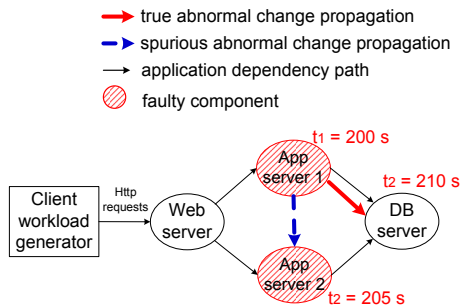 true abnormal change propagation
spurious abnormal change propagation
application dependency path
faulty component
t1 = 200 s
App
server 1
t2 = 210 s
Client
workload
generator
Http
requests
Web
server
DB
server
App
server 2
t2 = 205 s